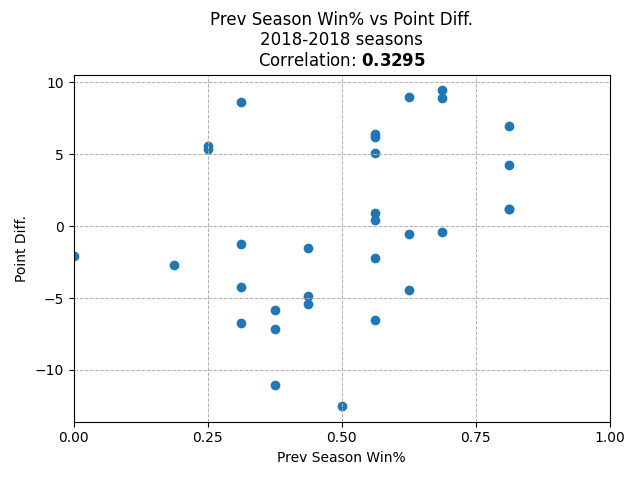 Prev Season Win% vs Point Diff.
2018-2018 seasons
Correlation: 0.3295
10
5
0
−5
−10
Point Diff.
0.00
0.25
0.50
0.75
1.00
Prev Season Win%